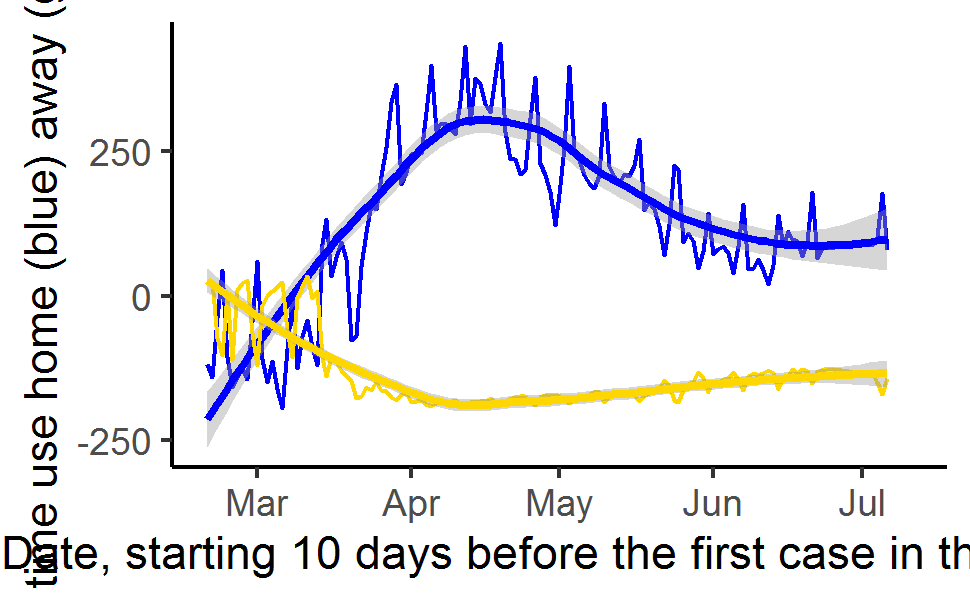 time use home (blue) away (
250
0
-250
Mar Apr May Jun Jul
Date, starting 10 days before the first case in th